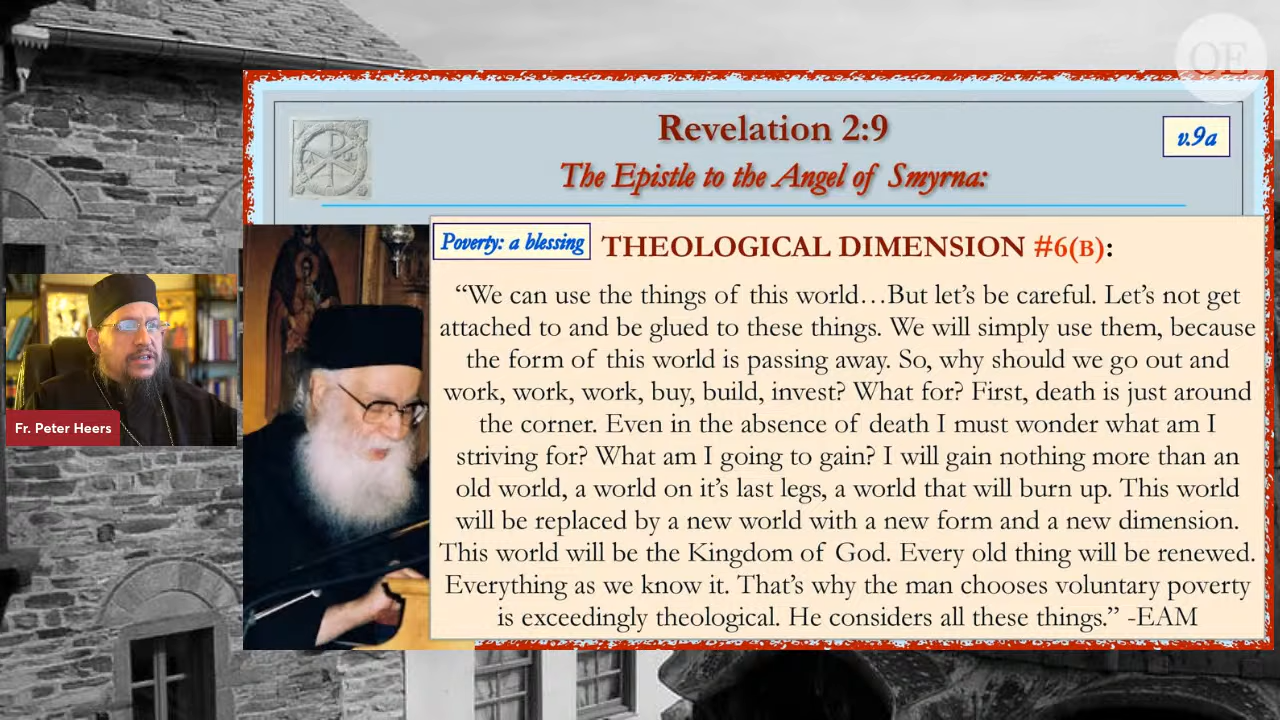 OE
Revelation 2:9
v.9a
The Epistle to the Angel of Smyrna:
Poverty: a blessing
THEOLOGICAL DIMENSION #6(B):
“We can use the things of this world…But let’s be careful. Let’s not get
attached to and be glued to these things. We will simply use them, because
the form of this world is passing away. So, why should we go out and
work, work, work, buy, build, invest? What for? First, death is just around
the corner. Even in the absence of death I must wonder what am I
striving for? What am I going to gain? I will gain nothing more than an
old world, a world on it’s last legs, a world that will burn up. This world
will be replaced by a new world with a new form and a new dimension.
This world will be the Kingdom of God. Every old thing will be renewed.
Everything as we know it. That’s why the man chooses voluntary poverty
is exceedingly theological. He considers all these things.” -EAM
Fr. Peter Heers